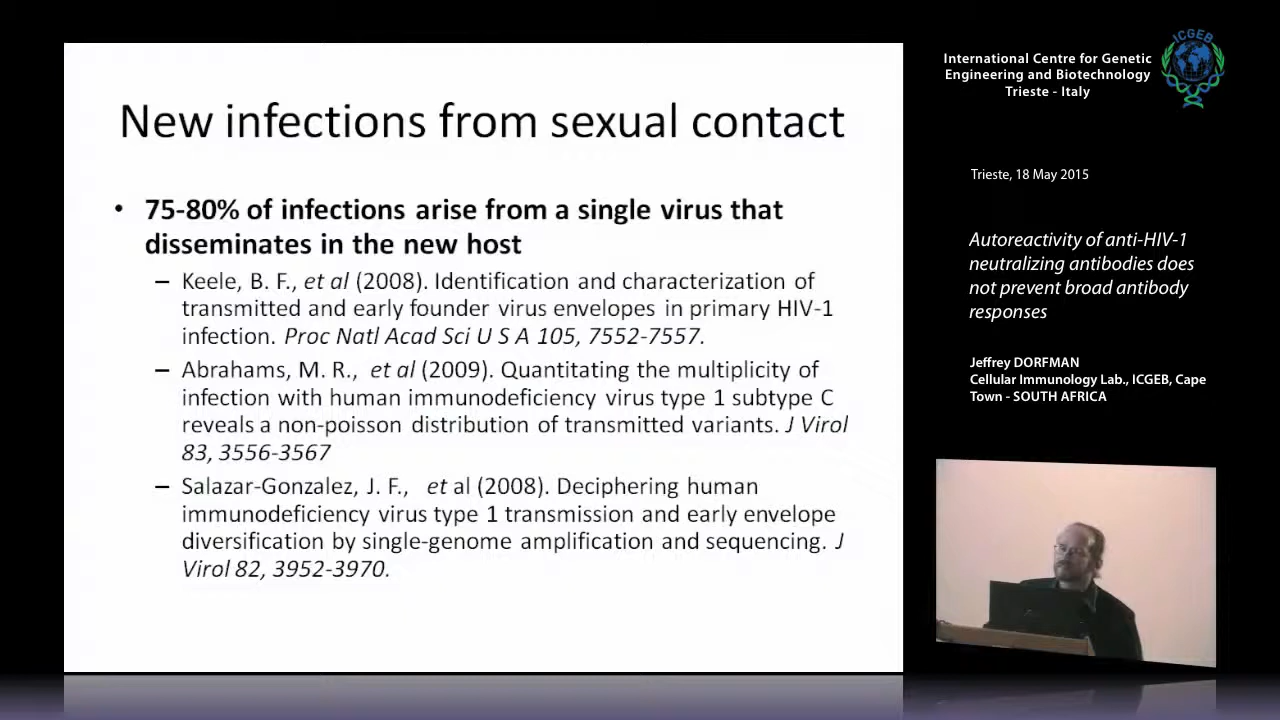 New infections from sexual contact
• 75-80% of infections arise from a single virus that
disseminates in the new host
– Keele, B. F., et al (2008). Identification and characterization of
transmitted and early founder virus envelopes in primary HIV-1
infection. Proc Natl Acad Sci U S A 105, 7552-7557.
– Abrahams, M. R., et al (2009). Quantitating the multiplicity of
infection with human immunodeficiency virus type 1 subtype C
reveals a non-poisson distribution of transmitted variants. J Virol
83, 3556-3567
– Salazar-Gonzalez, J. F., et al (2008). Deciphering human
immunodeficiency virus type 1 transmission and early envelope
diversification by single-genome amplification and sequencing. J
Virol 82, 3952-3970.
International Centre for Genetic
Engineering and Biotechnology
Trieste - Italy
ICGEB
Trieste, 18 May 2015
Autoreactivity of anti-HIV-1
neutralizing antibodies does
not prevent broad antibody
responses
Jeffrey DORFMAN
Cellular Immunology Lab., ICGEB, Cape
Town - SOUTH AFRICA